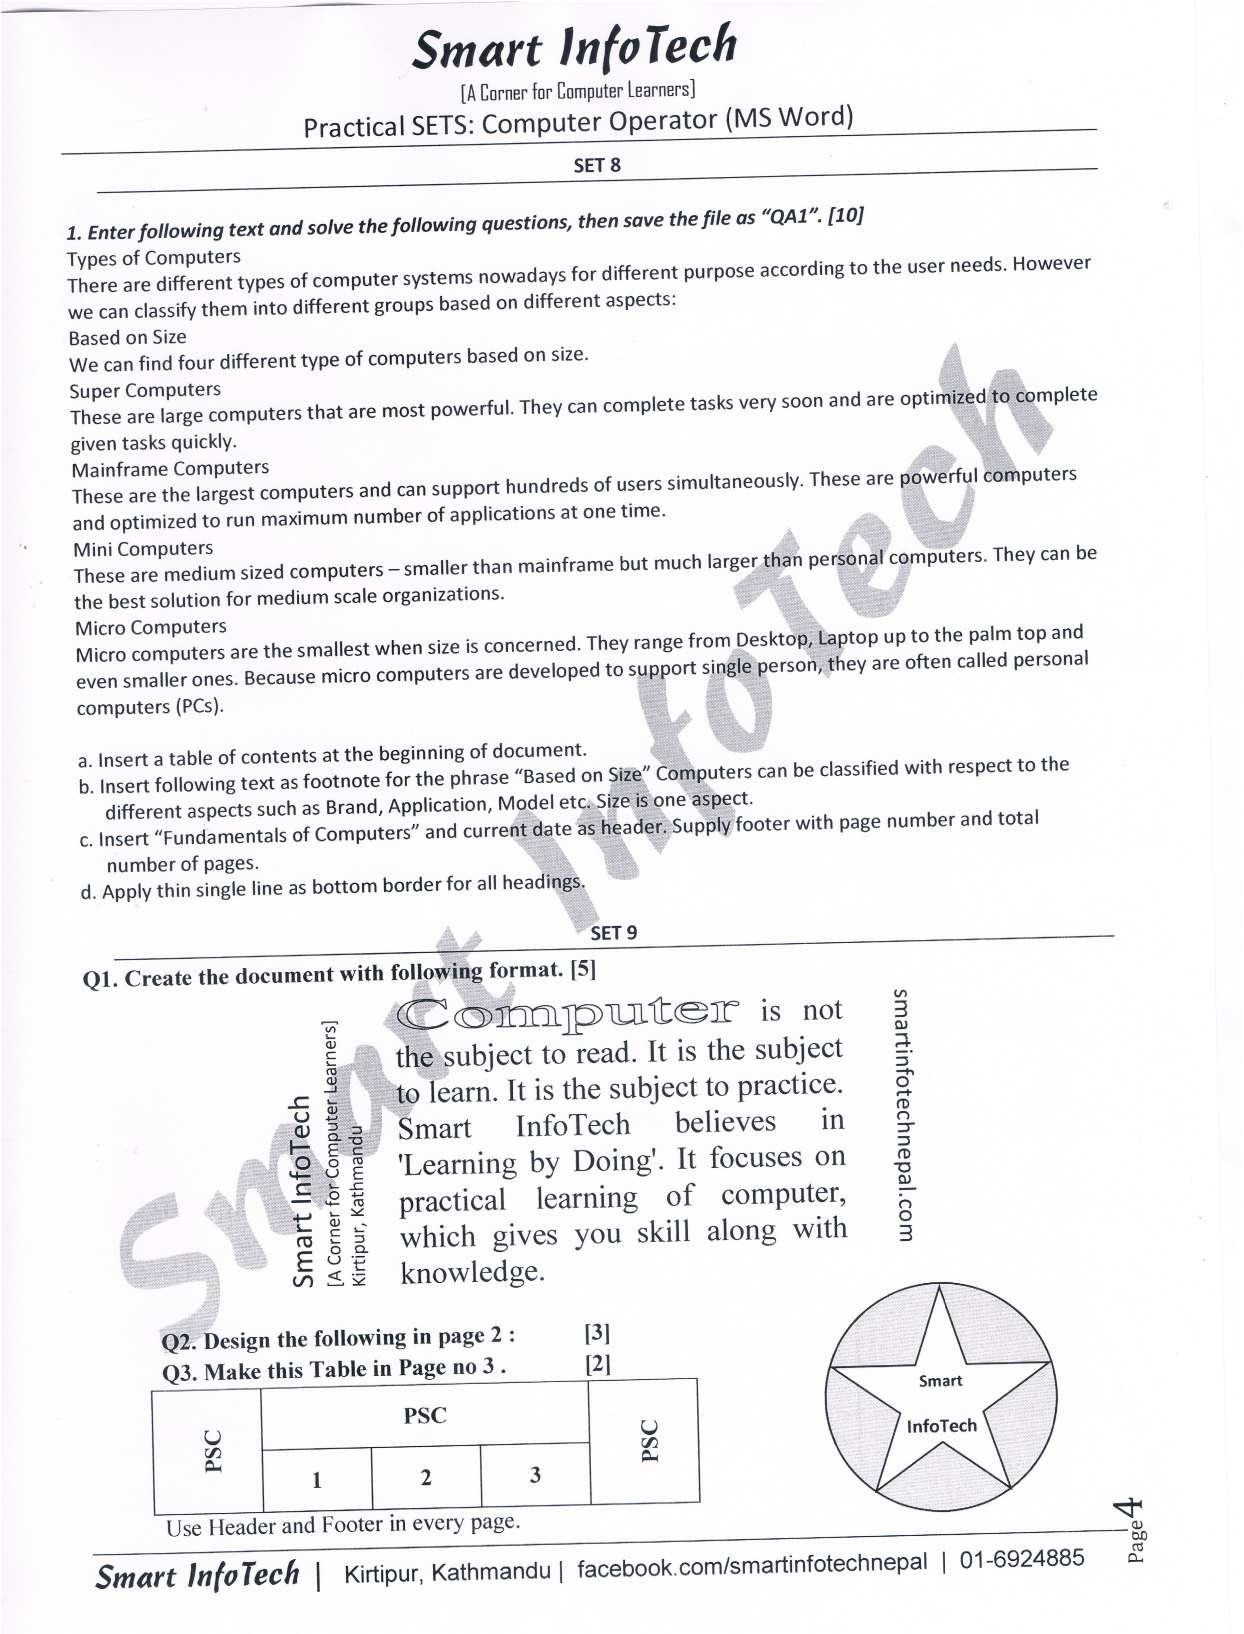 Smart InfoTech
[A Corner for Computer Learners]
Practical SETS: Computer Operator (MS Word)
SET 8
1. Enter following text and solve the following questions, then save the file as “QA1”. [10]
Types of Computers
There are different types of computer systems nowadays for different purpose according to the user needs. However
we can classify them into different groups based on different aspects:
Based on Size
We can find four different type of computers based on size.
Super Computers
These are large computers that are most powerful. They can complete tasks very soon and are optimized to complete
given tasks quickly.
Mainframe Computers
These are the largest computers and can support hundreds of users simultaneously. These are powerful computers
and optimized to run maximum number of applications at one time.
Mini Computers
These are medium sized computers – smaller than mainframe but much larger than personal computers. They can be
the best solution for medium scale organizations.
Micro Computers
Micro computers are the smallest when size is concerned. They range from Desktop, Laptop up to the palm top and
even smaller ones. Because micro computers are developed to support single person, they are often called personal
computers (PCs).
a. Insert a table of contents at the beginning of document.
b. Insert following text as footnote for the phrase “Based on Size” Computers can be classified with respect to the
different aspects such as Brand, Application, Model etc. Size is one aspect.
c. Insert “Fundamentals of Computers” and current date as header. Supply footer with page number and total
number of pages.
d. Apply thin single line as bottom border for all headings.
SET 9
Q1. Create the document with following format. [5]
Smart InfoTech
[A Corner for Computer Learners]
Kirtipur, Kathmandu
Computer is not
the subject to read. It is the subject
to learn. It is the subject to practice.
Smart InfoTech believes in
'Learning by Doing'. It focuses on
practical learning of computer,
which gives you skill along with
knowledge.
smartinfotechnepal.com
Q2. Design the following in page 2 : [3]
Q3. Make this Table in Page no 3 . [2]
PSC
PSC
PSC
1 2 3
Smart
InfoTech
Use Header and Footer in every page.
Smart InfoTech | Kirtipur, Kathmandu | facebook.com/smartinfotechnepal | 01-6924885
Page 4
Smart InfoTech